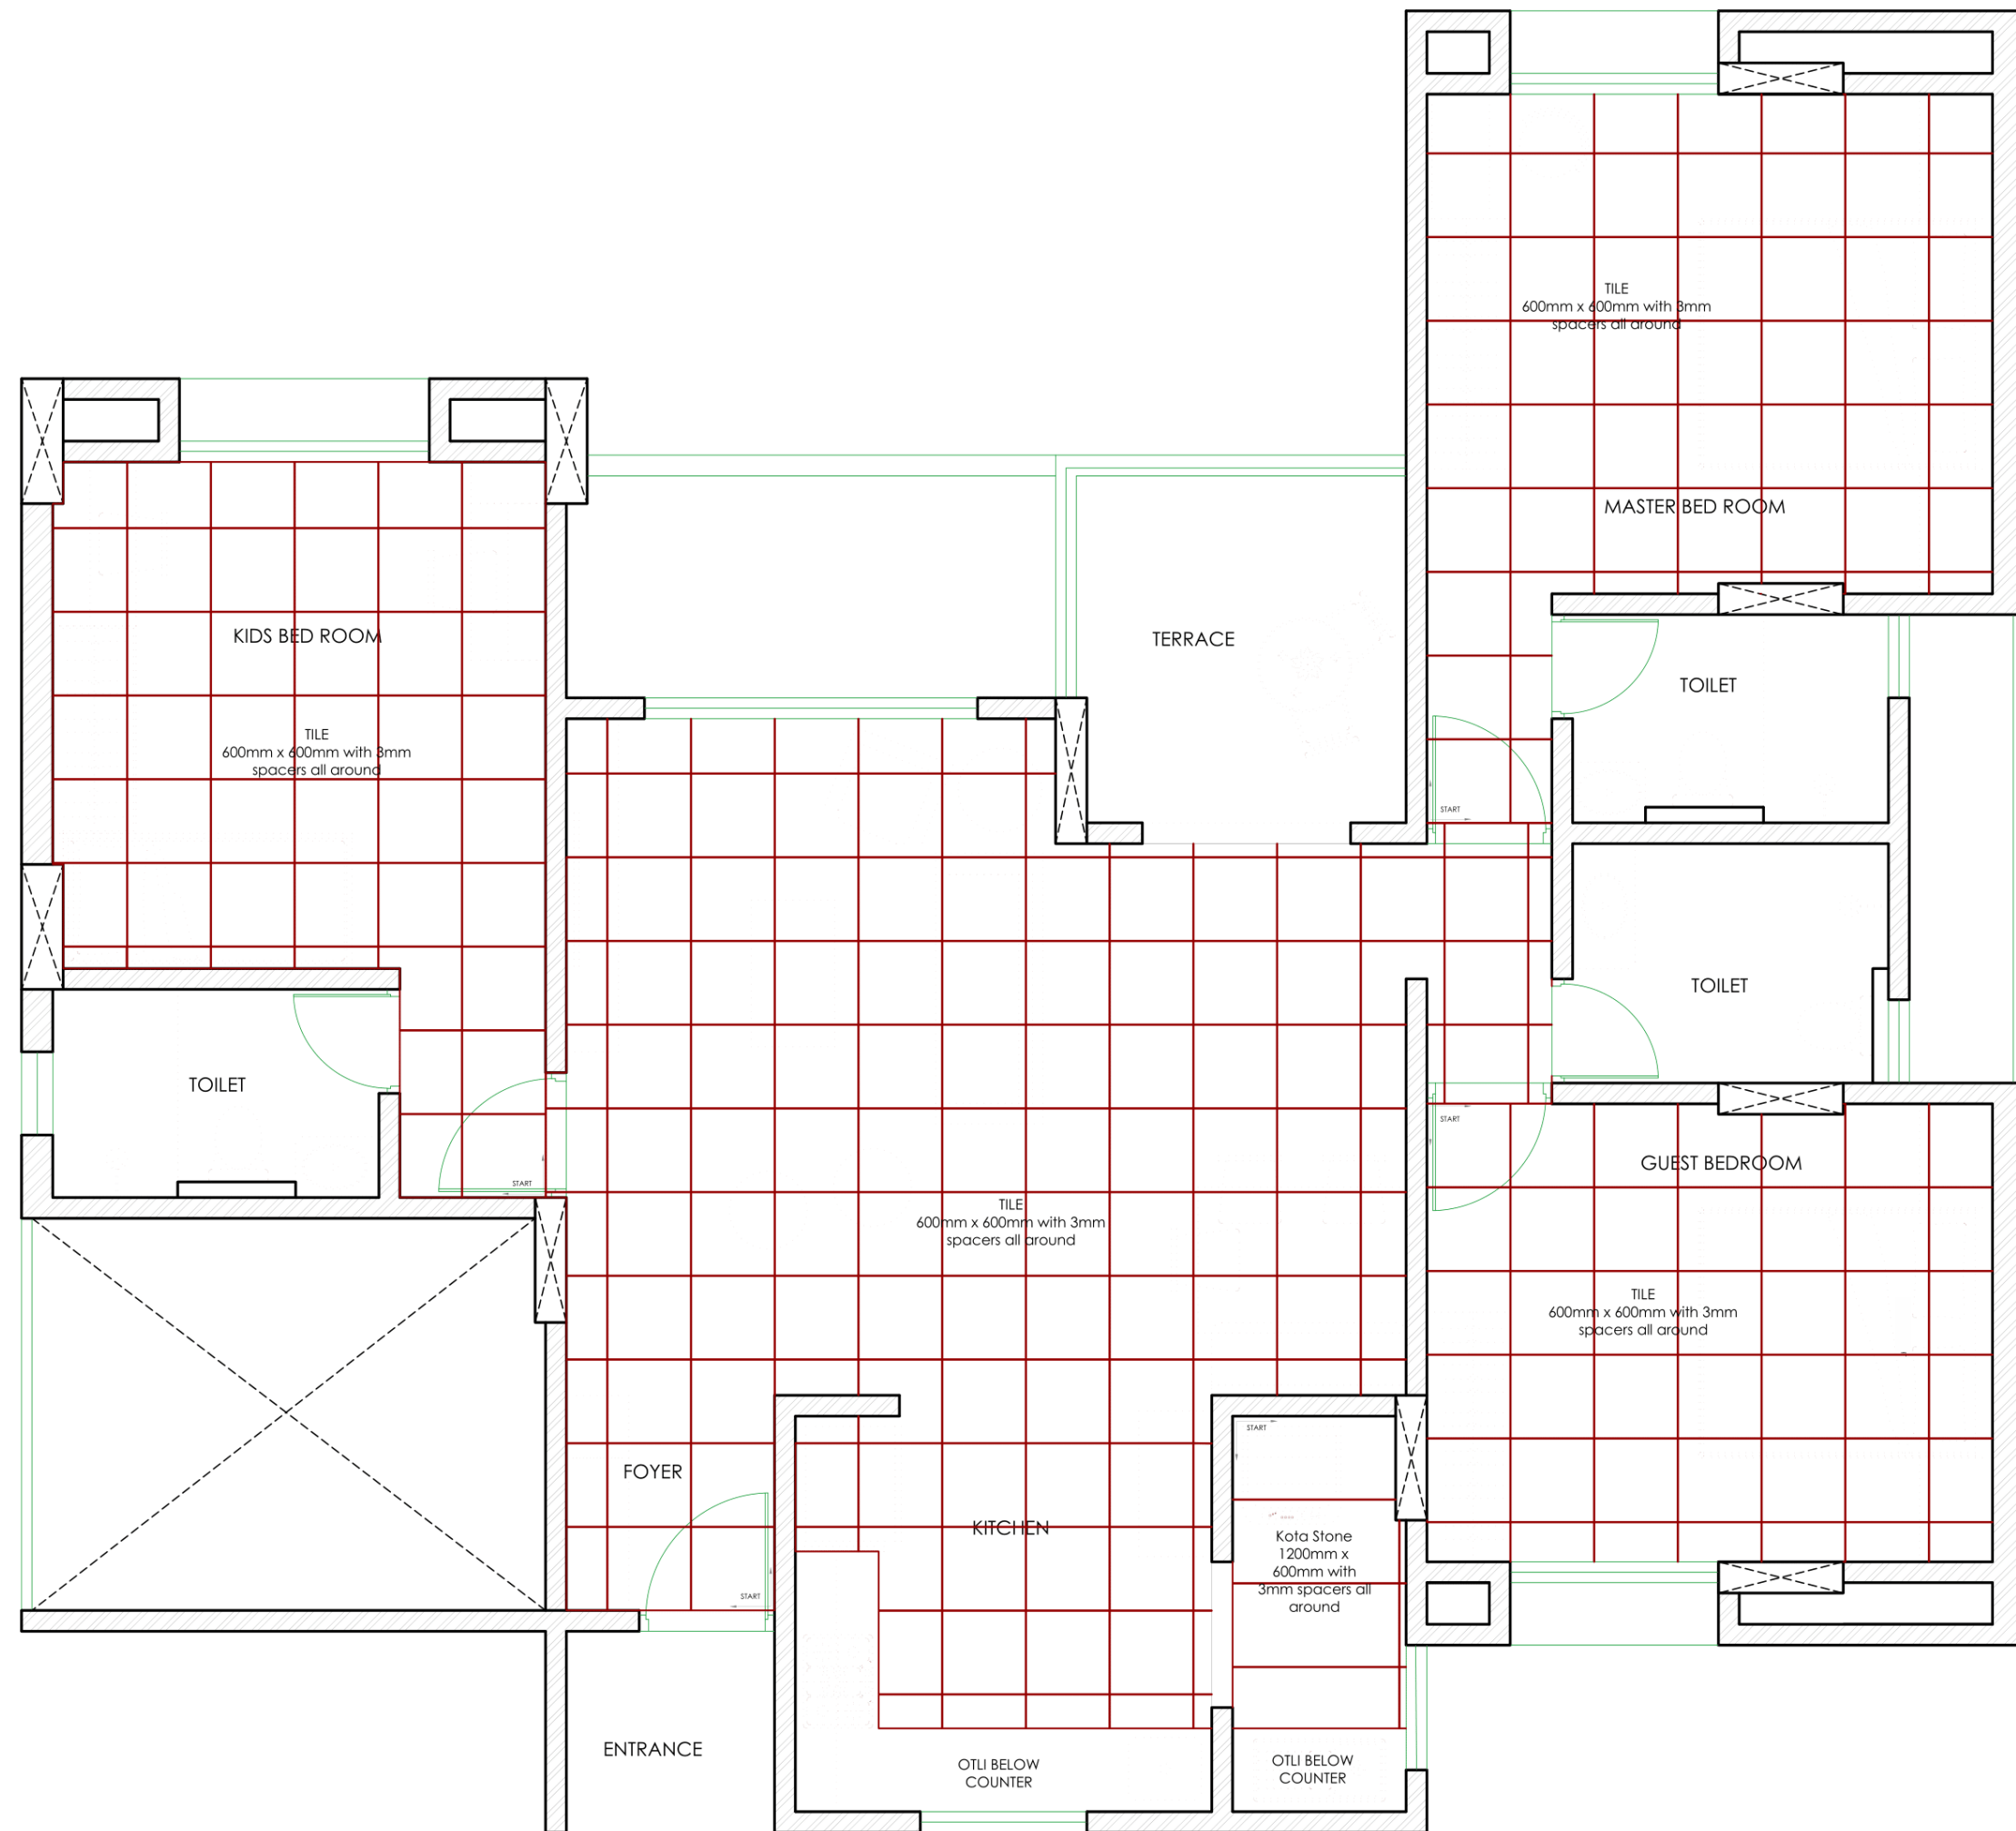 TILE
600mm x 600mm with 3mm
spacers all around
MASTER BED ROOM
KIDS BED ROOM
TERRACE
TOILET
TILE
600mm x 600mm with 3mm
spacers all around
START
TOILET
TOILET
START
START
GUEST BEDROOM
TILE
600mm x 600mm with 3mm
spacers all around
TILE
600mm x 600mm with 3mm
spacers all around
START
FOYER
KITCHEN
Kota Stone
1200mm x
600mm with
3mm spacers all
around
START
ENTRANCE
OTLI BELOW
COUNTER
OTLI BELOW
COUNTER